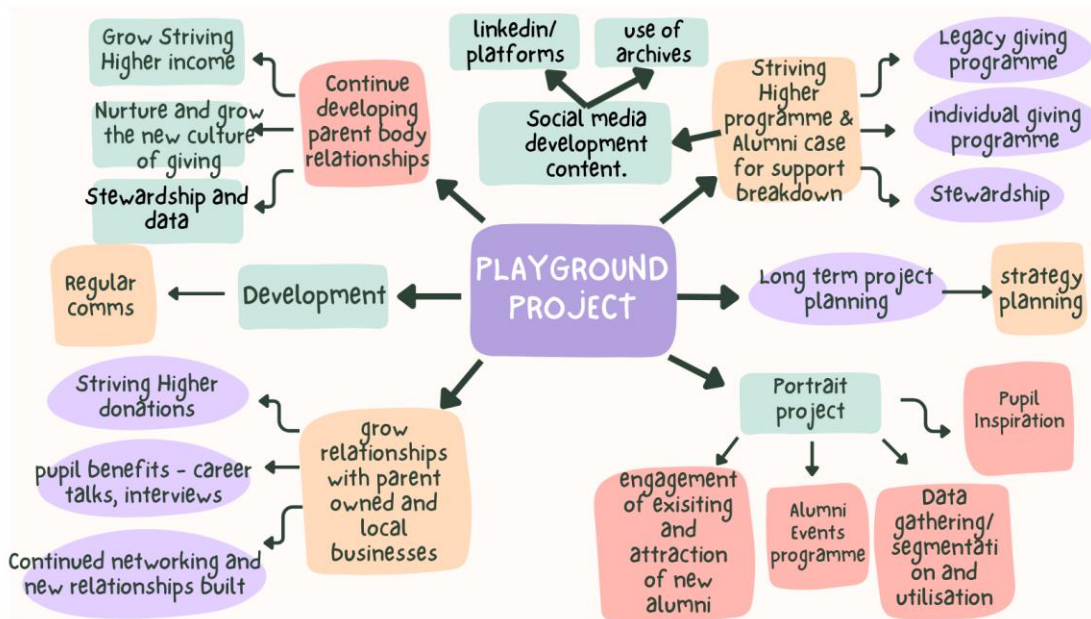 Grow Striving
Higher income
Nurture and grow
the new culture
of giving
Stewardship and
data
Continue
developing
parent body
relationships
linkedin/
platforms
use of
archives
Social media
development
content.
Striving
Higher
programme &
Alumni case
for support
breakdown
Legacy giving
programme
individual giving
programme
Stewardship
Regular
comms
Development
PLAYGROUND
PROJECT
Long term project
planning
strategy
planning
Striving Higher
donations
pupil benefits - career
talks, interviews
Continued networking and
new relationships built
grow
relationships
with parent
owned and
local
businesses
Portrait
project
Pupil
Inspiration
engagement
of exisiting
and
attraction
of new
alumni
Alumni
Events
programme
Data
gathering/
segmentati
on and
utilisation